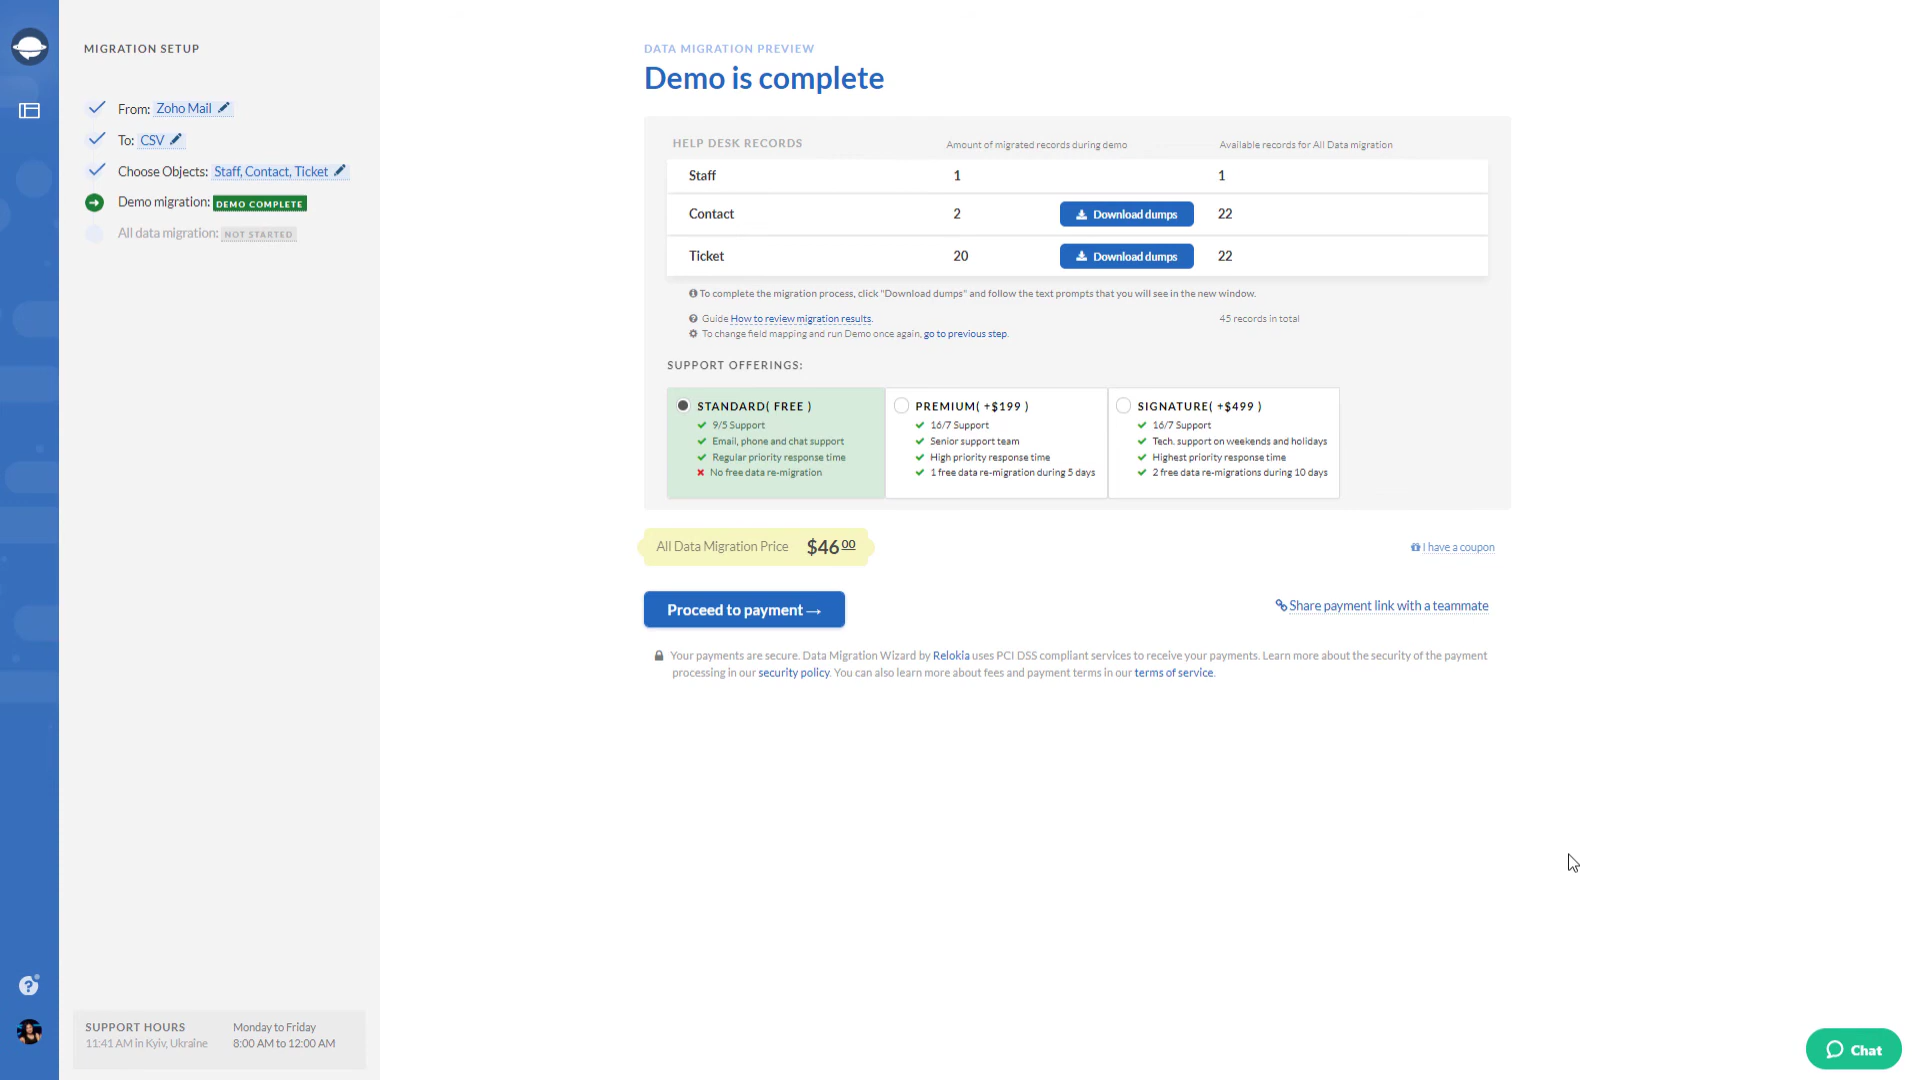 MIGRATION SETUP
From: Zoho Mail
To: CSV
Choose Objects: Staff, Contact, Ticket
Demo migration: DEMO COMPLETE
All data migration: NOT STARTED
SUPPORT HOURS
11:41 AM in Kyiv, Ukraine
Monday to Friday
8:00 AM to 12:00 AM
DATA MIGRATION PREVIEW
Demo is complete
HELP DESK RECORDS Amount of migrated records during demo Available records for All Data migration
Staff 1 1
Contact 2 Download dumps 22
Ticket 20 Download dumps 22
To complete the migration process, click "Download dumps" and follow the text prompts that you will see in the new window.
Guide How to review migration results. 45 records in total
To change field mapping and run Demo once again, go to previous step.
SUPPORT OFFERINGS:
STANDARD( FREE )
9/5 Support
Email, phone and chat support
Regular priority response time
No free data re-migration
PREMIUM( +$199 )
16/7 Support
Senior support team
High priority response time
1 free data re-migration during 5 days
SIGNATURE( +$499 )
16/7 Support
Tech. support on weekends and holidays
Highest priority response time
2 free data re-migrations during 10 days
All Data Migration Price $46 00
I have a coupon
Proceed to payment →
Share payment link with a teammate
Your payments are secure. Data Migration Wizard by Relokia uses PCI DSS compliant services to receive your payments. Learn more about the security of the payment
processing in our security policy. You can also learn more about fees and payment terms in our terms of service.
Chat